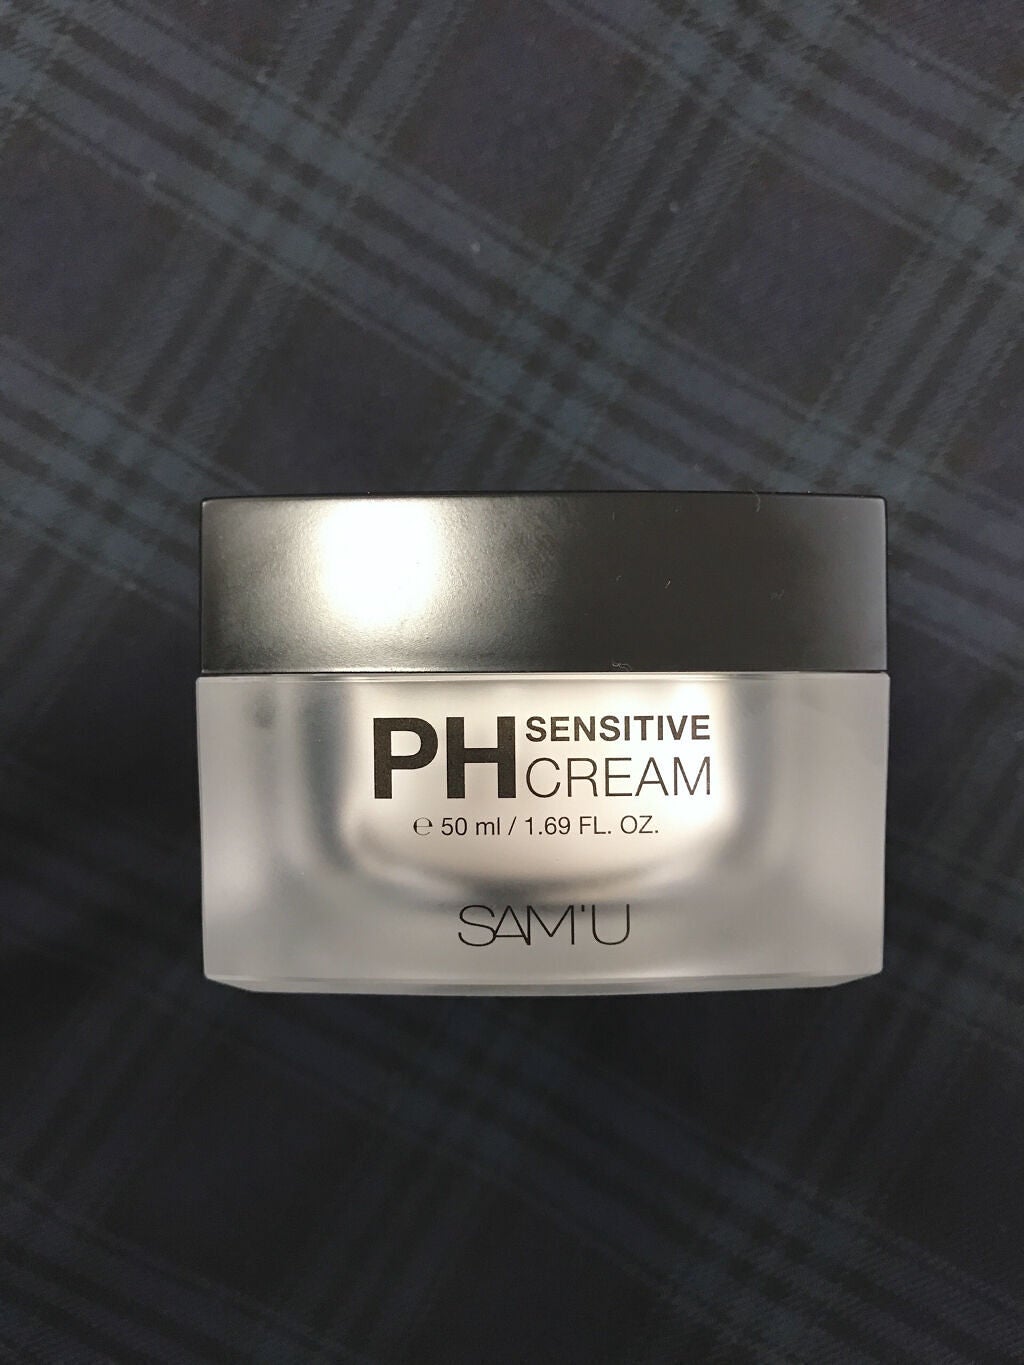 PH SENSITIVE
CREAM
℮ 50 ml / 1.69 FL. OZ.
SAM'U